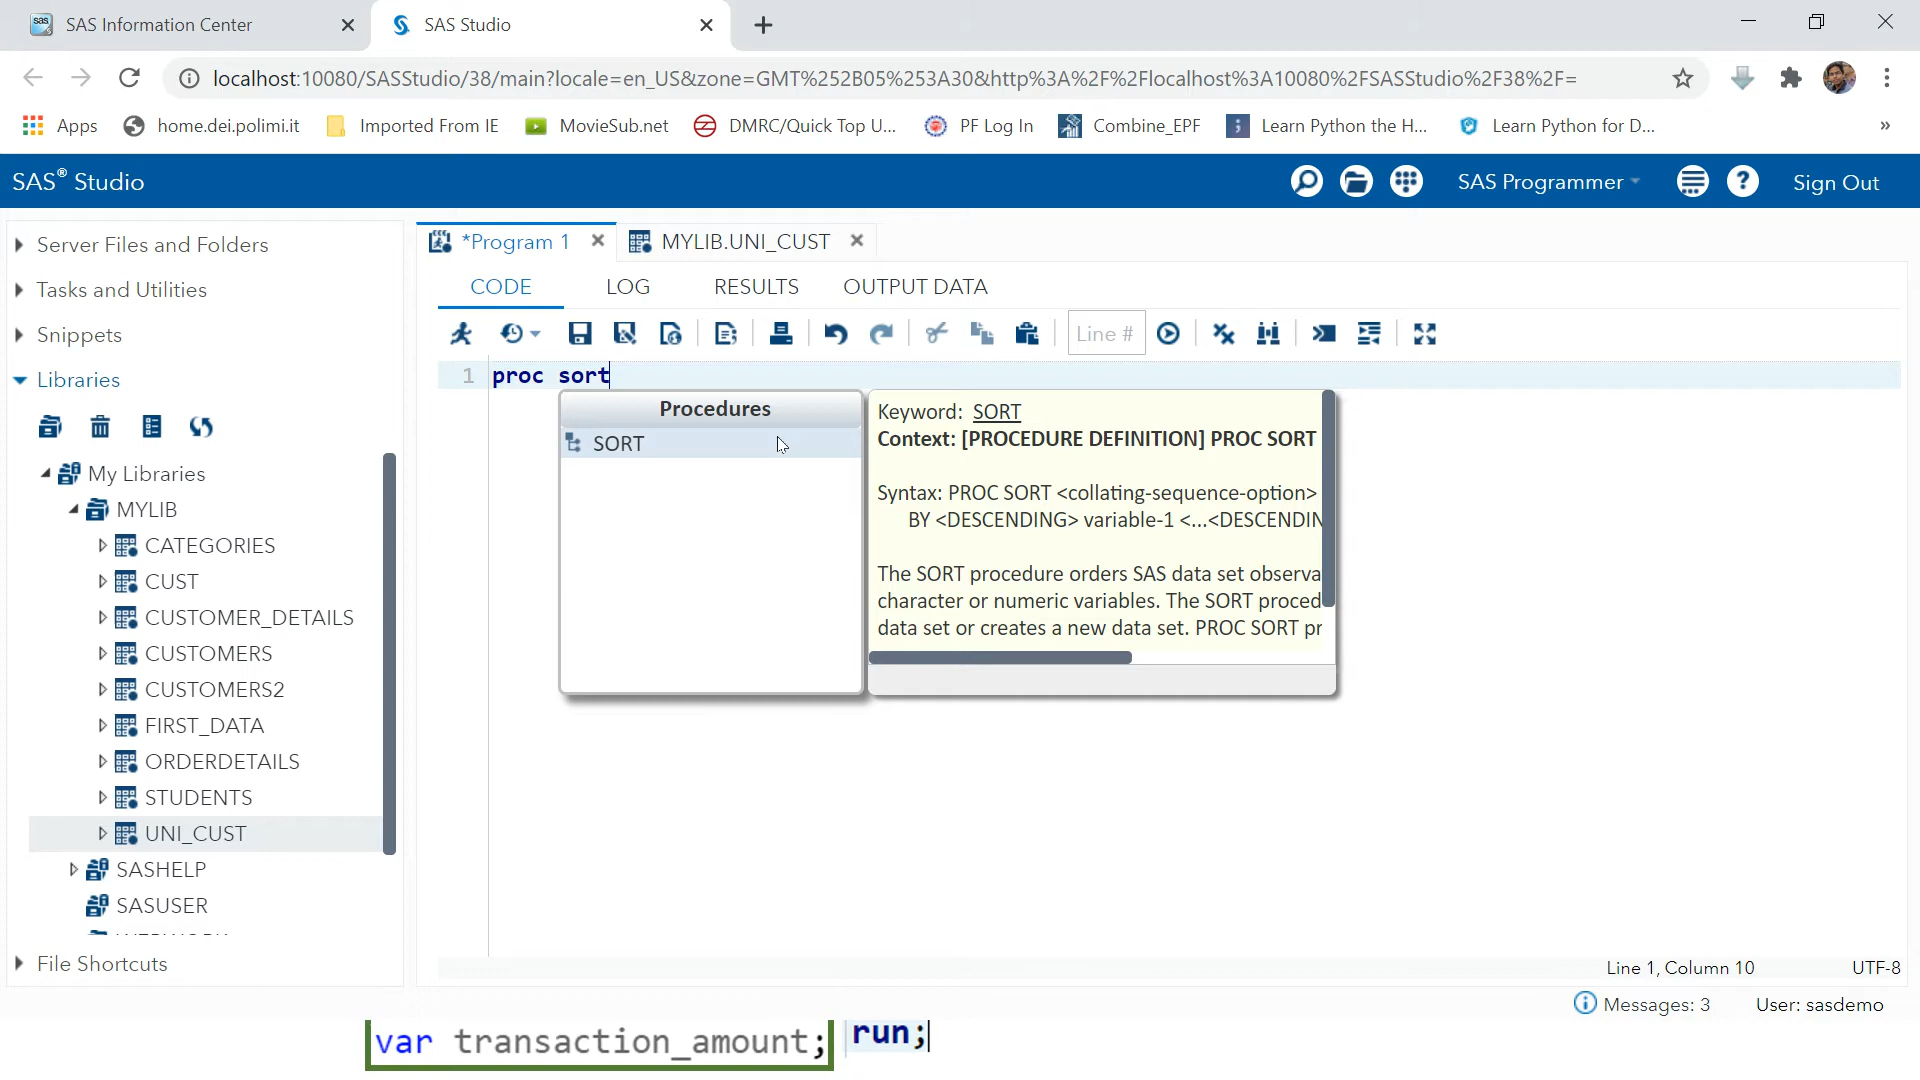 SAS Information Center
SAS Studio
localhost:10080/SASStudio/38/main?locale=en_US&zone=GMT%252B05%253A30&http%3A%2F%2Flocalhost%3A10080%2FSASStudio%2F38%2F=
Apps home.dei.polimi.it Imported From IE MovieSub.net DMRC/Quick Top U... PF Log In Combine_EPF Learn Python the H... Learn Python for D... »
SAS® Studio SAS Programmer Sign Out
Server Files and Folders
Tasks and Utilities
Snippets
Libraries
My Libraries
MYLIB
CATEGORIES
CUST
CUSTOMER_DETAILS
CUSTOMERS
CUSTOMERS2
FIRST_DATA
ORDERDETAILS
STUDENTS
UNI_CUST
SASHELP
SASUSER
File Shortcuts
*Program 1 MYLIB.UNI_CUST
CODE LOG RESULTS OUTPUT DATA
Line #
1 proc sort
Procedures
SORT
Keyword: SORT
Context: [PROCEDURE DEFINITION] PROC SORT
Syntax: PROC SORT <collating-sequence-option>
BY <DESCENDING> variable-1 <...<DESCENDIN
The SORT procedure orders SAS data set observa
character or numeric variables. The SORT proced
data set or creates a new data set. PROC SORT pr
Line 1, Column 10 UTF-8
Messages: 3 User: sasdemo
var transaction_amount; run;